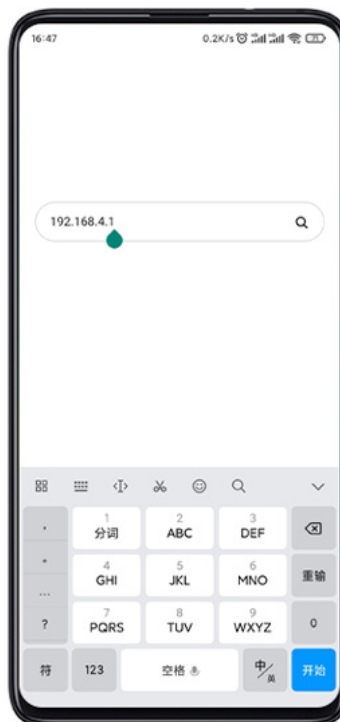 16:47
0.2K/s
192.168.4.1
,
1
分词
2
ABC
3
DEF
。
4
GHI
5
JKL
6
MNO
重输
...
?
7
PQRS
8
TUV
9
WXYZ
0
符
123
空格
中/英
开始